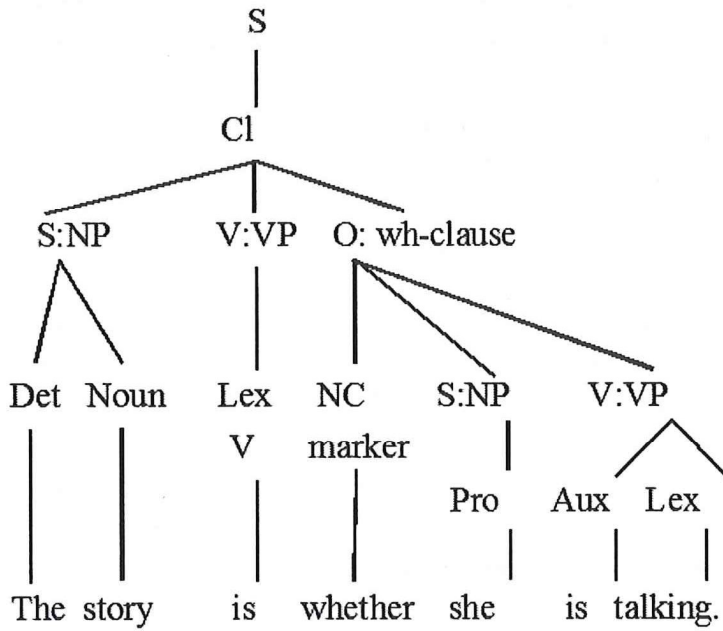 S
Cl
S:NP V:VP O: wh-clause
Det Noun Lex NC S:NP V:VP
V marker
Pro Aux Lex
The story is whether she is talking.